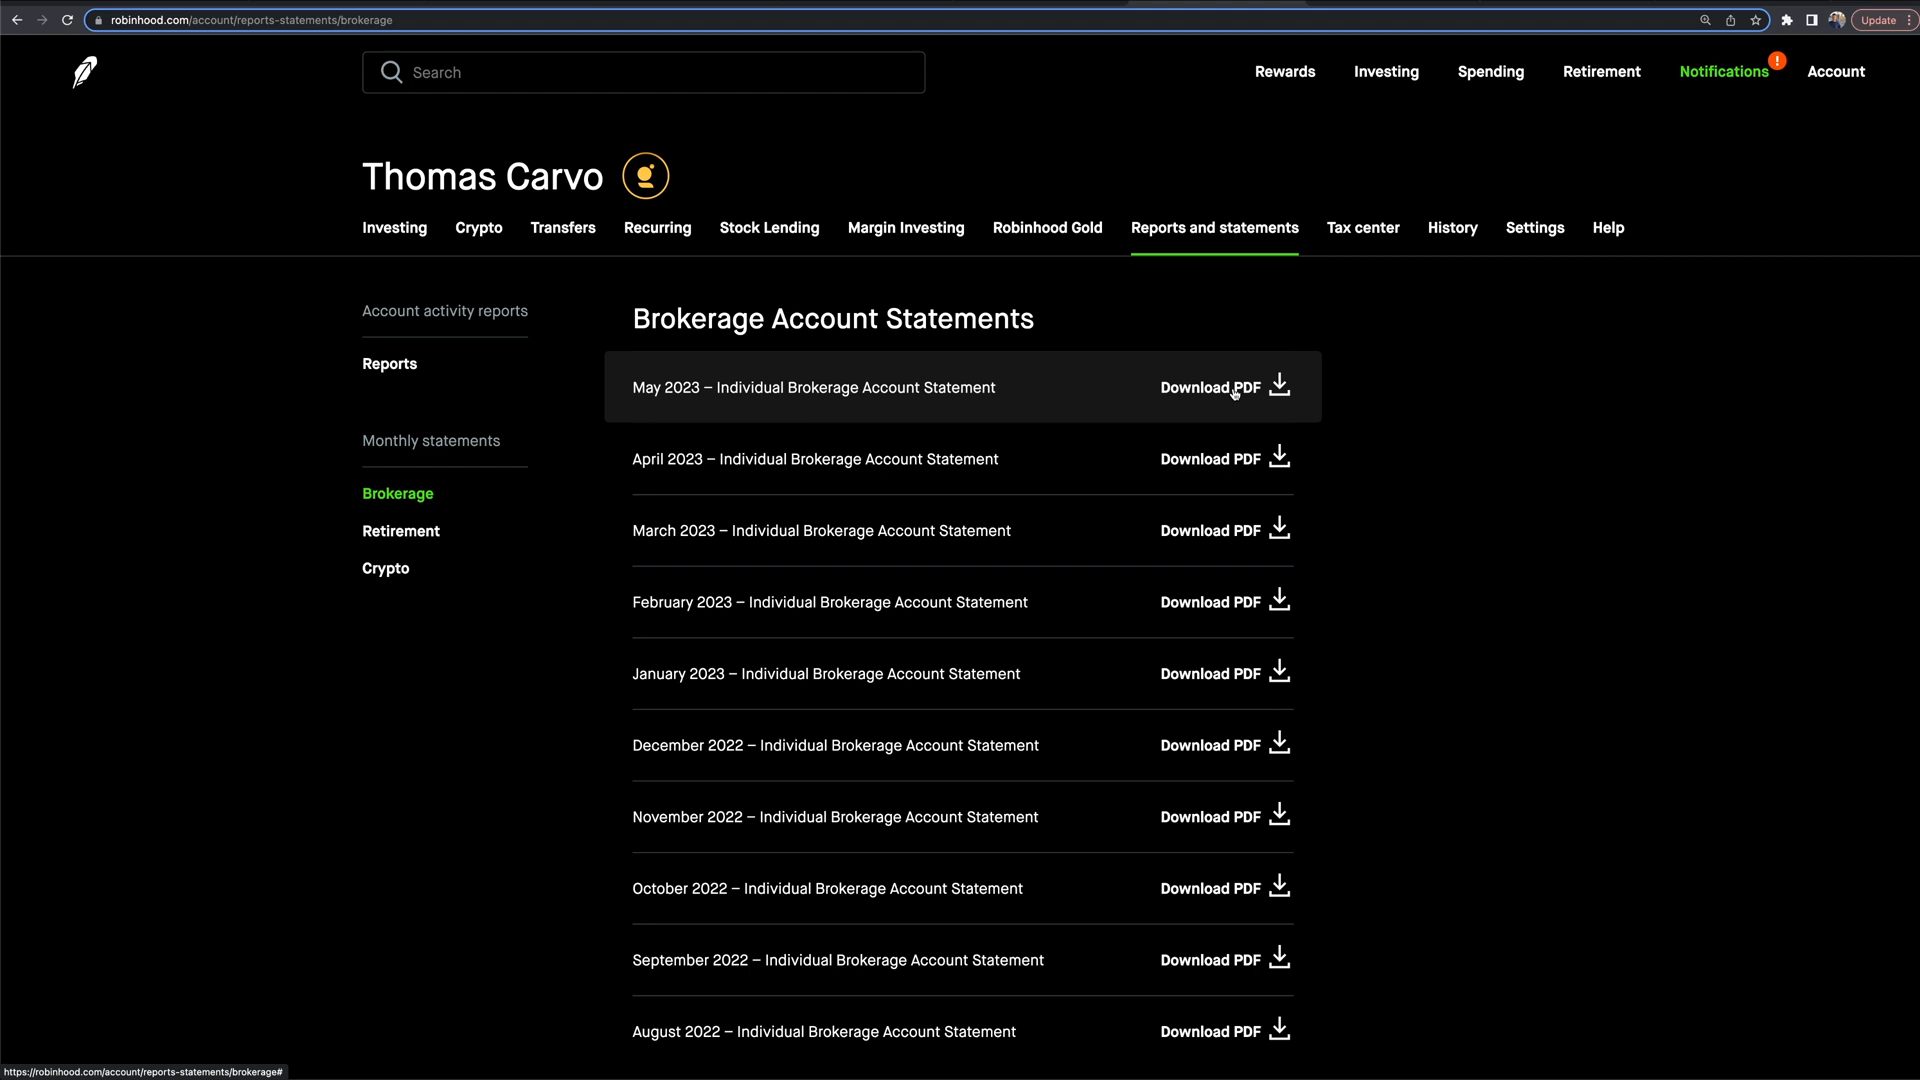 robinhood.com/account/reports-statements/brokerage
Update
Search
Rewards
Investing
Spending
Retirement
Notifications
!
Account
Thomas Carvo
Investing
Crypto
Transfers
Recurring
Stock Lending
Margin Investing
Robinhood Gold
Reports and statements
Tax center
History
Settings
Help
Account activity reports
Reports
Monthly statements
Brokerage
Retirement
Crypto
Brokerage Account Statements
May 2023 – Individual Brokerage Account Statement
Download PDF
April 2023 – Individual Brokerage Account Statement
Download PDF
March 2023 – Individual Brokerage Account Statement
Download PDF
February 2023 – Individual Brokerage Account Statement
Download PDF
January 2023 – Individual Brokerage Account Statement
Download PDF
December 2022 – Individual Brokerage Account Statement
Download PDF
November 2022 – Individual Brokerage Account Statement
Download PDF
October 2022 – Individual Brokerage Account Statement
Download PDF
September 2022 – Individual Brokerage Account Statement
Download PDF
August 2022 – Individual Brokerage Account Statement
Download PDF
https://robinhood.com/account/reports-statements/brokerage#